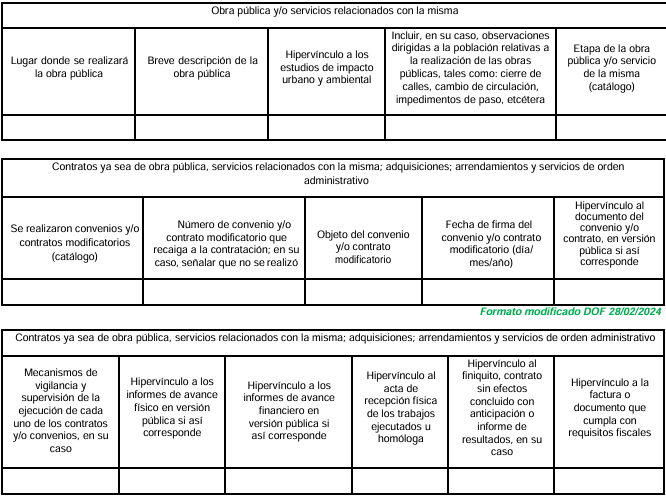 Obra pública y/o servicios relacionados con la misma
Lugar donde se realizará
la obra pública
Breve descripción de la
obra pública
Hipervínculo a los
estudios de impacto
urbano y ambiental
Incluir, en su caso, observaciones
dirigidas a la población relativas a
la realización de las obras
públicas, tales como: cierre de
calles, cambio de circulación,
impedimentos de paso, etcétera
Etapa de la obra
pública y/o servicio
de la misma
(catálogo)
Contratos ya sea de obra pública, servicios relacionados con la misma; adquisiciones; arrendamientos y servicios de orden
administrativo
Se realizaron convenios y/o
contratos modificatorios
(catálogo)
Número de convenio y/o
contrato modificatorio que
recaiga a la contratación; en su
caso, señalar que no se realizó
Objeto del convenio
y/o contrato
modificatorio
Fecha de firma del
convenio y/o contrato
modificatorio (día/
mes/año)
Hipervínculo al
documento del
convenio y/o
contrato, en versión
pública si así
corresponde
Formato modificado DOF 28/02/2024
Contratos ya sea de obra pública, servicios relacionados con la misma; adquisiciones; arrendamientos y servicios de orden administrativo
Mecanismos de
vigilancia y
supervisión de la
ejecución de cada
uno de los contratos
y/o convenios, en su
caso
Hipervínculo a los
informes de avance
físico en versión
pública si así
corresponde
Hipervínculo a los
informes de avance
financiero en
versión pública si
así corresponde
Hipervínculo al
acta de
recepción física
de los trabajos
ejecutados u
homóloga
Hipervínculo al
finiquito, contrato
sin efectos
concluido con
anticipación o
informe de
resultados, en su
caso
Hipervínculo a la
factura o
documento que
cumpla con
requisitos fiscales